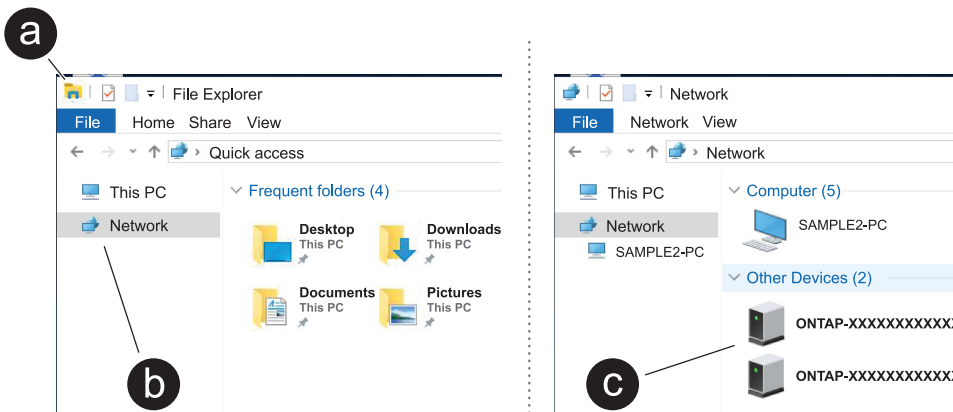 a
File Explorer
File Home Share View
Quick access
This PC
Network
Frequent folders (4)
Desktop
This PC
Downloads
This PC
Documents
This PC
Pictures
This PC
b
Network
File Network View
Network
This PC
Network
SAMPLE2-PC
Computer (5)
SAMPLE2-PC
Other Devices (2)
ONTAP-XXXXXXXXXXX
ONTAP-XXXXXXXXXXX
c